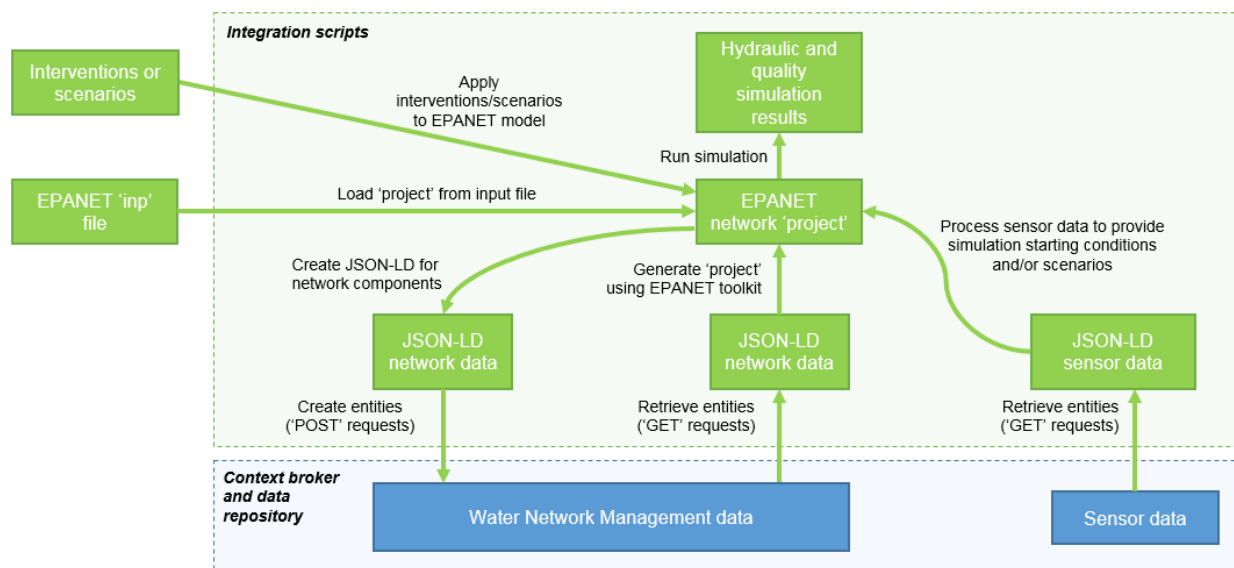 Integration scripts
Interventions or
scenarios
Apply
interventions/scenarios
to EPANET model
Hydraulic and
quality
simulation
results
Run simulation
EPANET ‘inp’
file
Load ‘project’ from input file
EPANET
network ‘project’
Process sensor data to provide
simulation starting conditions
and/or scenarios
Create JSON-LD for
network components
Generate ‘project’
using EPANET toolkit
JSON-LD
network data
JSON-LD
network data
JSON-LD
sensor data
Create entities
(‘POST’ requests)
Retrieve entities
(‘GET’ requests)
Retrieve entities
(‘GET’ requests)
Context broker
and data
repository
Water Network Management data
Sensor data